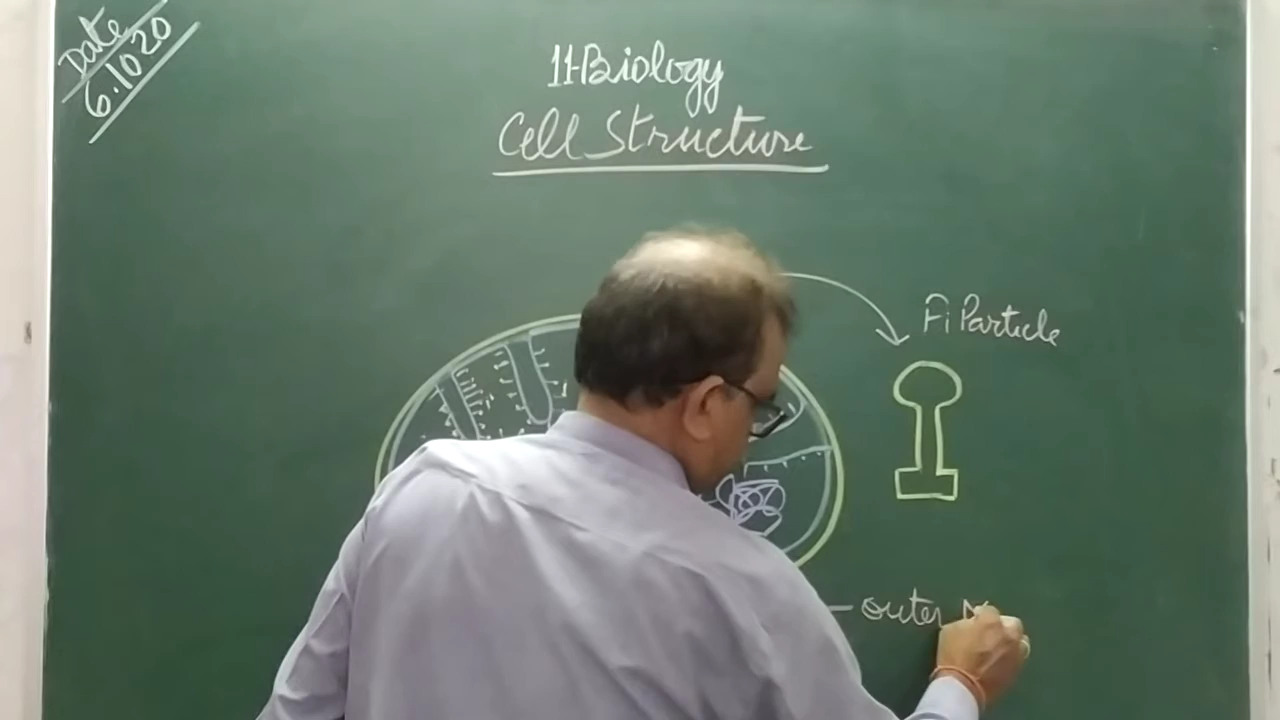 Date
6.10 20
11-Biology
Cell Structure
F1 Particle
outer